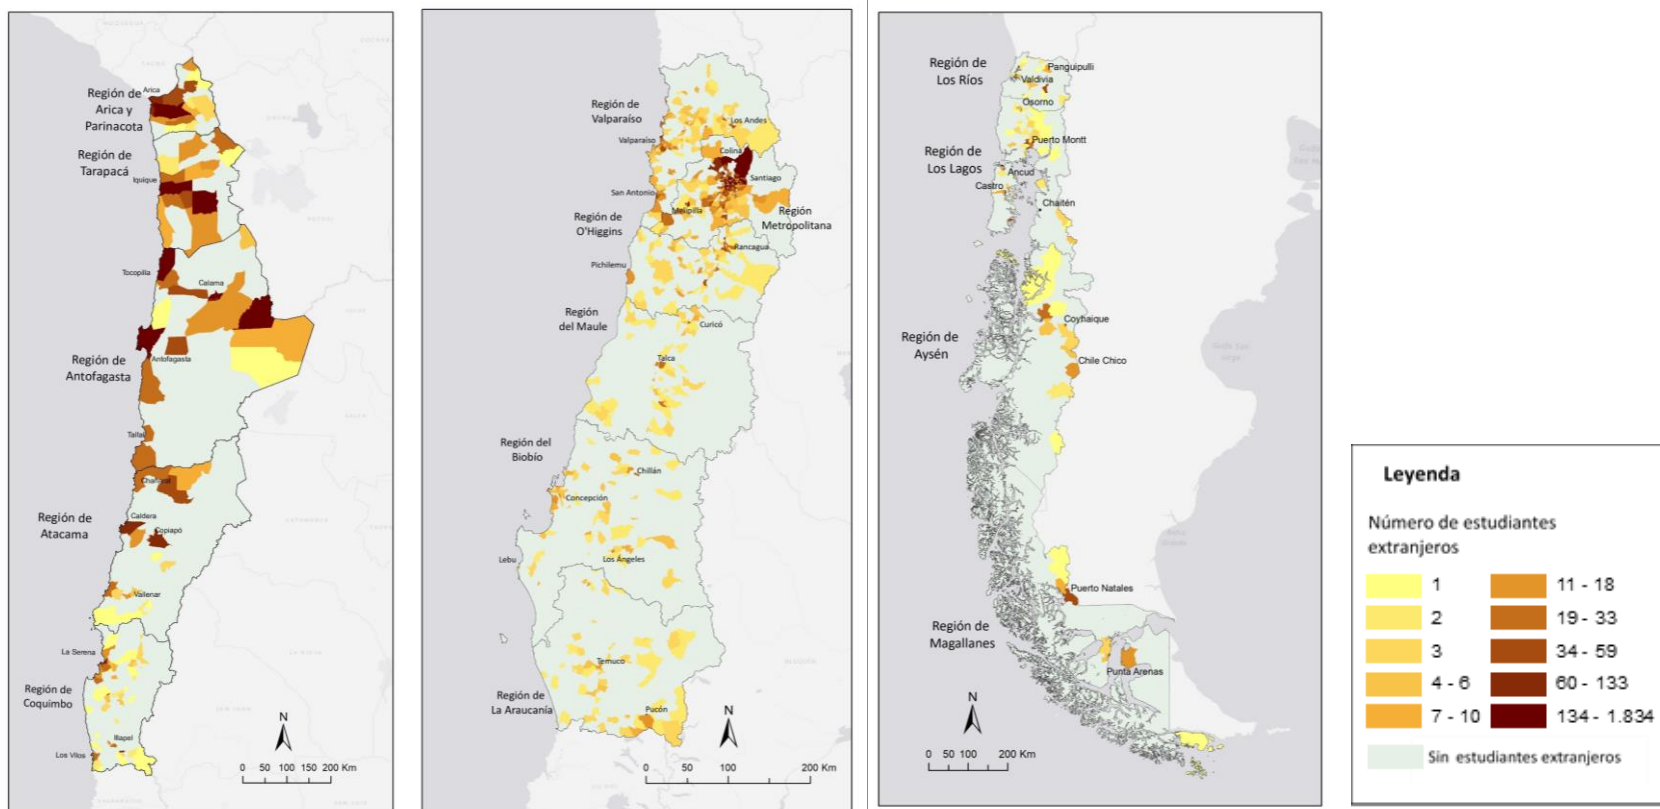 Arica
Región de
Arica y
Parinacota
Región de
Tarapacá
Iquique
Tocopilla
Calama
Región de
Antofagasta
Antofagasta
Taltal
Chañaral
Caldera
Región de
Atacama
Copiapó
Vallenar
La Serena
Región de
Coquimbo
Illapel
Los Vilos
N
0 50 100 200 Km
Región de
Valparaíso
Los Andes
Valparaíso
Colina
Santiago
San Antonio
Melipilla
Región
Metropolitana
Región de
O'Higgins
Rancagua
Pichilemu
Región
del Maule
Curicó
Talca
Región del
Biobío
Chillán
Concepción
Lebu
Los Ángeles
Temuco
Región de
La Araucanía
Pucón
N
0 50 100 200 Km
Región de
Los Ríos
Panguipulli
Valdivia
Osorno
Puerto Montt
Región de
Los Lagos
Ancud
Castro
Chaitén
Coyhaique
Región de
Aysén
Chile Chico
Puerto Natales
Región de
Magallanes
Punta Arenas
N
0 50 100 200 Km
Leyenda
Número de estudiantes
extranjeros
1
2
3
4 - 6
7 - 10
11 - 18
19 - 33
34 - 59
60 - 133
134 - 1.834
Sin estudiantes extranjeros